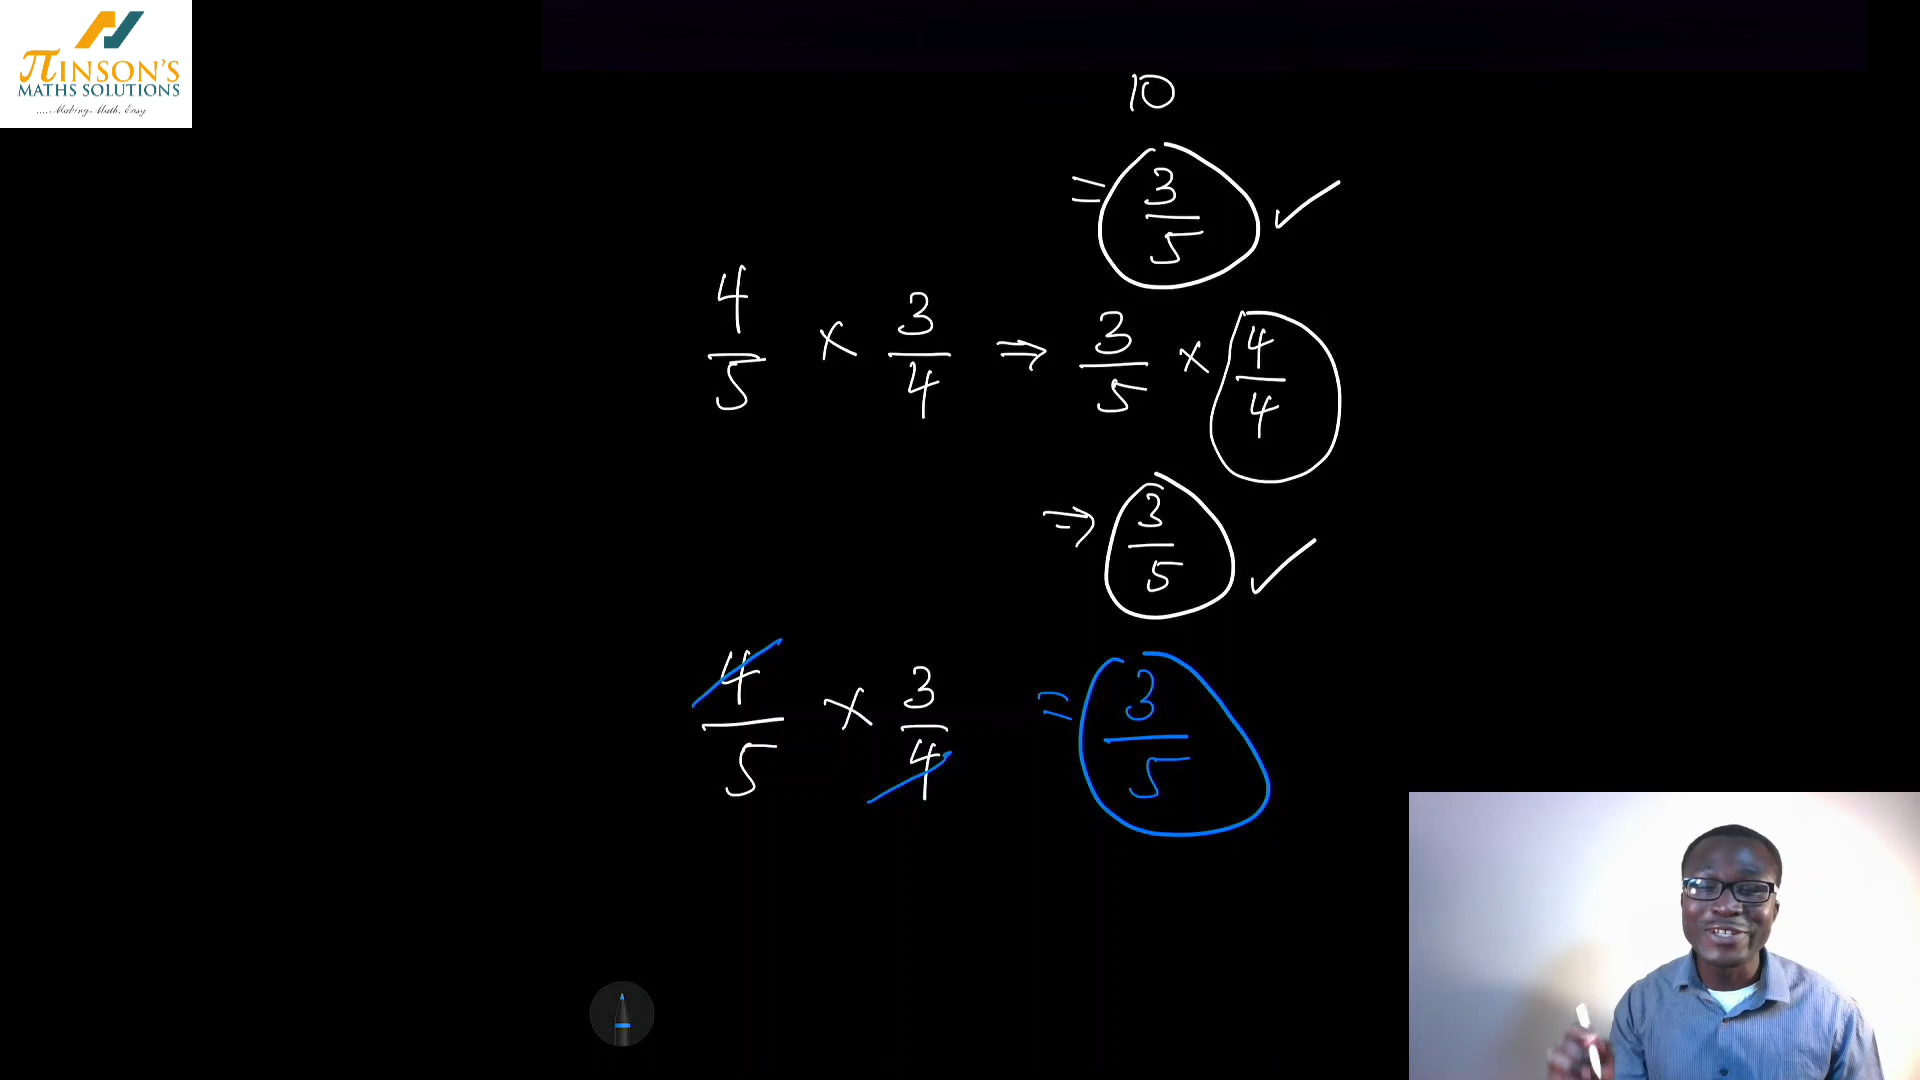 πINSON'S
MATHS SOLUTIONS
....Making Math Easy
10
= 3/5 ✓
4/5 × 3/4 ⇒ 3/5 × 4/4
⇒ 3/5 ✓
4/5 × 3/4 = 3/5